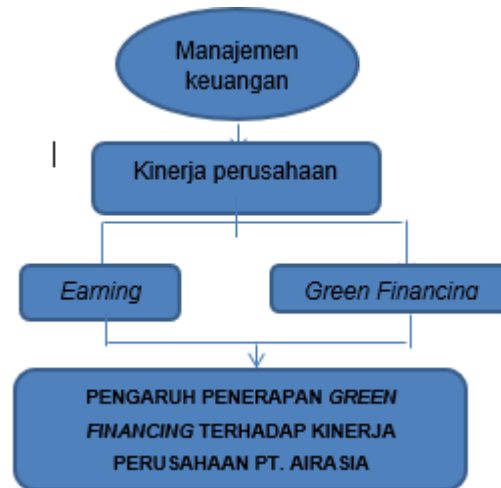 Manajemen
keuangan
Kinerja perusahaan
Earning
Green Financing
PENGARUH PENERAPAN GREEN
FINANCING TERHADAP KINERJA
PERUSAHAAN PT. AIRASIA